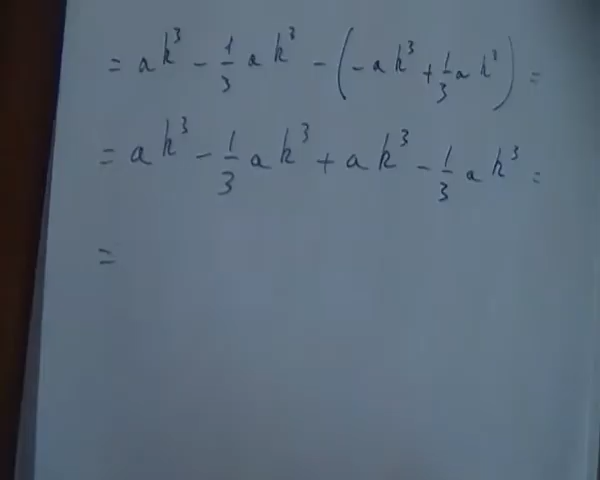 = a k³ - 1/3 a k³ - (- a k³ + 1/3 a k³) =
= a k³ - 1/3 a k³ + a k³ - 1/3 a k³ =
=